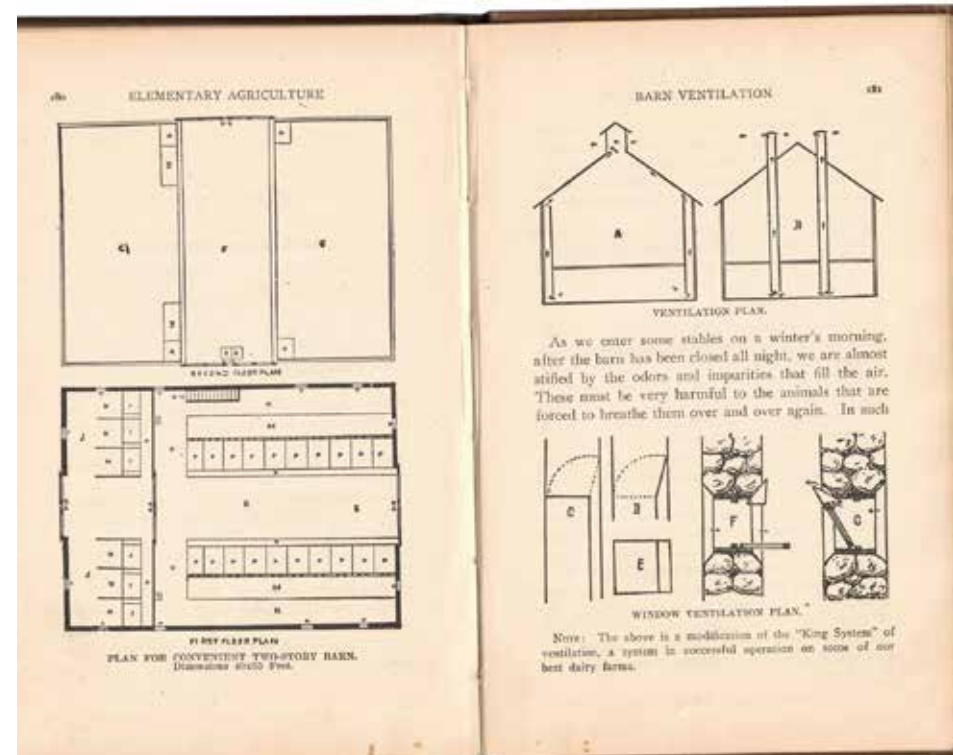 180 ELEMENTARY AGRICULTURE
F
SECOND FLOOR PLAN
J
J
FIRST FLOOR PLAN
PLAN FOR CONVENIENT TWO-STORY BARN.
Dimensions Feet.
BARN VENTILATION 181
A B
VENTILATION PLAN.
As we enter some stables on a winter's morning,
after the barn has been closed all night, we are almost
stifled by the odors and impurities that fill the air.
These must be very harmful to the animals that are
forced to breathe them over and over again. In such
C D F G
E
WINDOW VENTILATION PLAN.
NOTE: The above is a modification of the "King System" of
ventilation, a system in successful operation on some of our
best dairy farms.